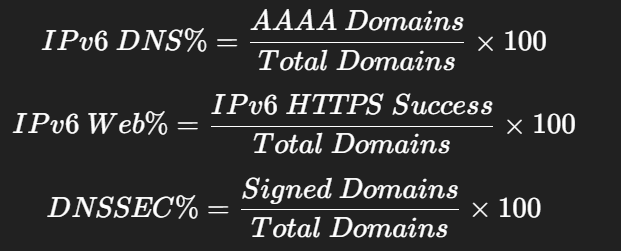 IPv6 DNS% = AAAA Domains / Total Domains × 100
IPv6 Web% = IPv6 HTTPS Success / Total Domains × 100
DNSSEC% = Signed Domains / Total Domains × 100